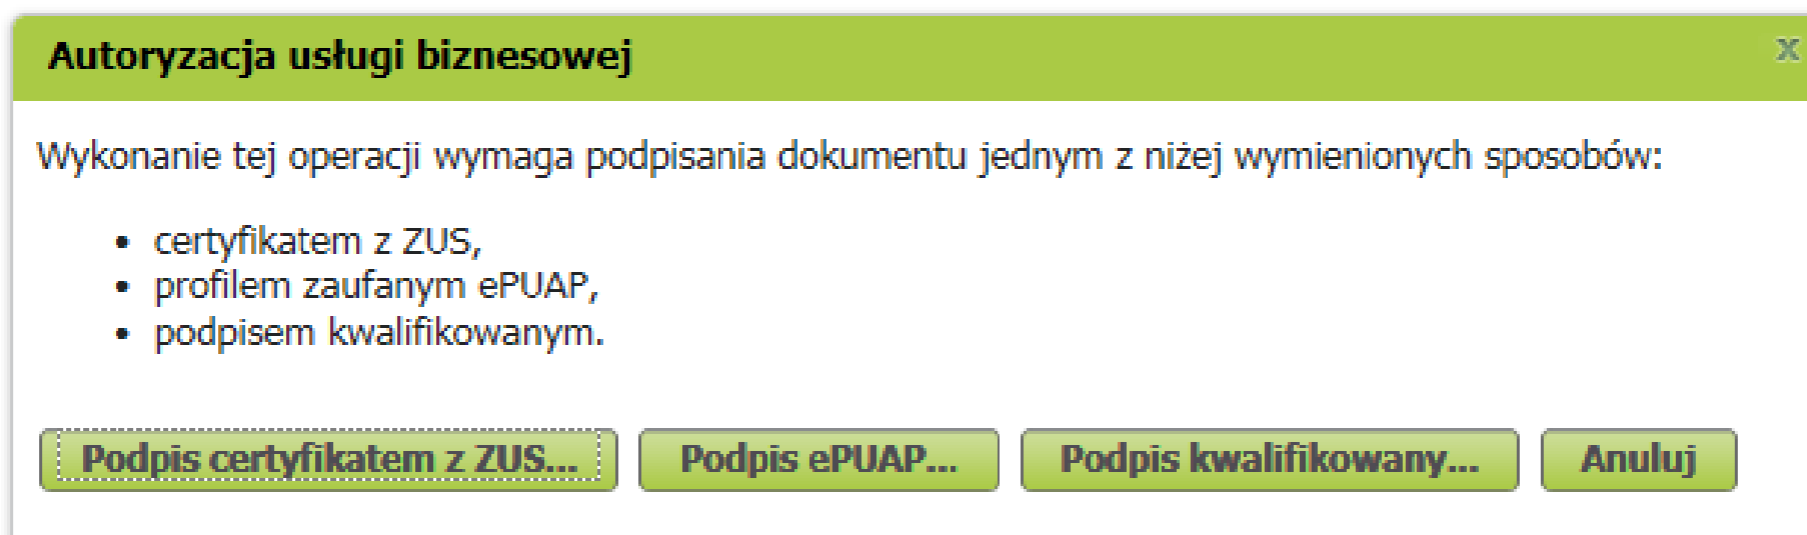 Autoryzacja usługi biznesowej
x
Wykonanie tej operacji wymaga podpisania dokumentu jednym z niżej wymienionych sposobów:
• certyfikatem z ZUS,
• profilem zaufanym ePUAP,
• podpisem kwalifikowanym.
Podpis certyfikatem z ZUS... Podpis ePUAP... Podpis kwalifikowany... Anuluj